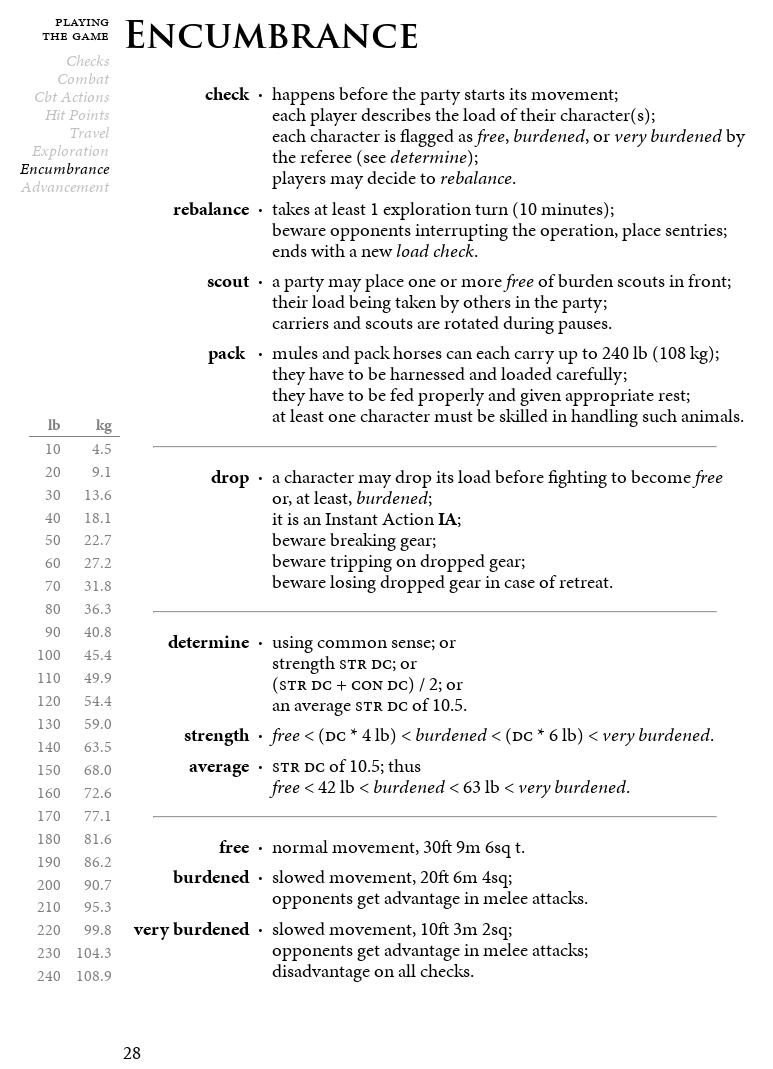 PLAYING
THE GAME
Checks
Combat
Cbt Actions
Hit Points
Travel
Exploration
Encumbrance
Advancement
ENCUMBRANCE
check · happens before the party starts its movement;
each player describes the load of their character(s);
each character is flagged as free, burdened, or very burdened by
the referee (see determine);
players may decide to rebalance.
rebalance · takes at least 1 exploration turn (10 minutes);
beware opponents interrupting the operation, place sentries;
ends with a new load check.
scout · a party may place one or more free of burden scouts in front;
their load being taken by others in the party;
carriers and scouts are rotated during pauses.
pack · mules and pack horses can each carry up to 240 lb (108 kg);
they have to be harnessed and loaded carefully;
they have to be fed properly and given appropriate rest;
at least one character must be skilled in handling such animals.
drop · a character may drop its load before fighting to become free
or, at least, burdened;
it is an Instant Action IA;
beware breaking gear;
beware tripping on dropped gear;
beware losing dropped gear in case of retreat.
determine · using common sense; or
strength STR DC; or
(STR DC + CON DC) / 2; or
an average STR DC of 10.5.
strength · free < (DC * 4 lb) < burdened < (DC * 6 lb) < very burdened.
average · STR DC of 10.5; thus
free < 42 lb < burdened < 63 lb < very burdened.
free · normal movement, 30ft 9m 6sq t.
burdened · slowed movement, 20ft 6m 4sq;
opponents get advantage in melee attacks.
very burdened · slowed movement, 10ft 3m 2sq;
opponents get advantage in melee attacks;
disadvantage on all checks.
lb kg
10 4.5
20 9.1
30 13.6
40 18.1
50 22.7
60 27.2
70 31.8
80 36.3
90 40.8
100 45.4
110 49.9
120 54.4
130 59.0
140 63.5
150 68.0
160 72.6
170 77.1
180 81.6
190 86.2
200 90.7
210 95.3
220 99.8
230 104.3
240 108.9
28